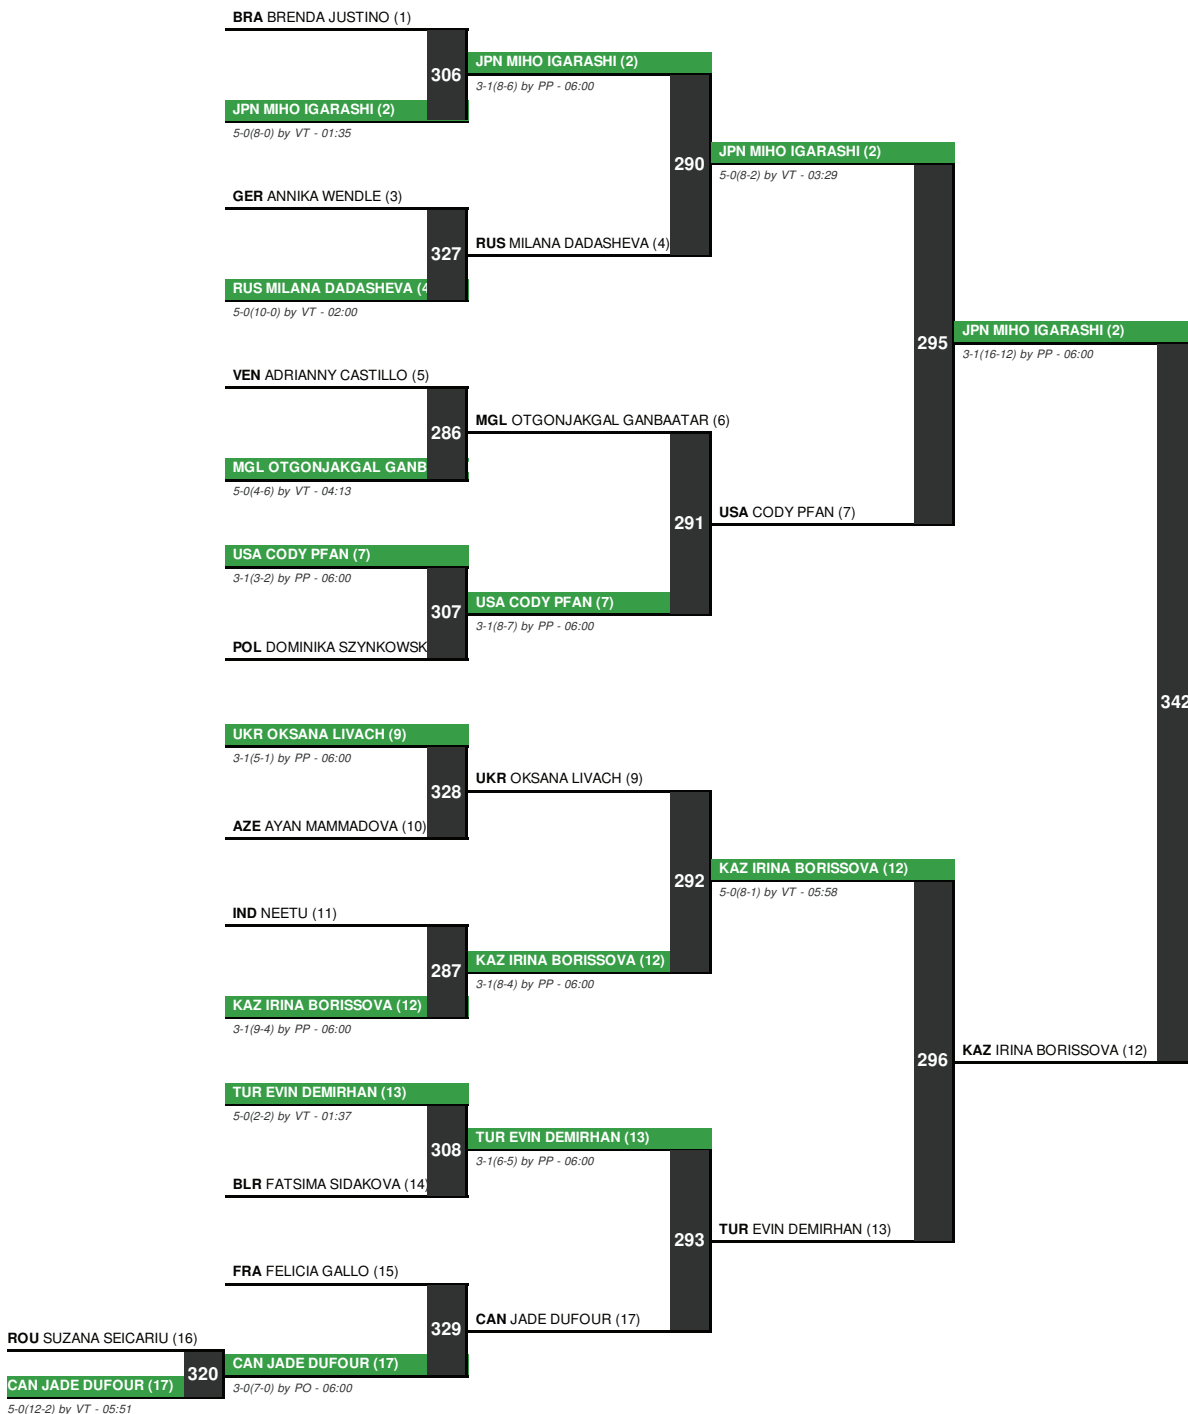 BRA BRENDA JUSTINO (1)
306
JPN MIHO IGARASHI (2)
3-1(8-6) by PP - 06:00
JPN MIHO IGARASHI (2)
5-0(8-0) by VT - 01:35
290
JPN MIHO IGARASHI (2)
5-0(8-2) by VT - 03:29
GER ANNIKA WENDLE (3)
327
RUS MILANA DADASHEVA (4)
RUS MILANA DADASHEVA (4
5-0(10-0) by VT - 02:00
295
JPN MIHO IGARASHI (2)
3-1(16-12) by PP - 06:00
VEN ADRIANNY CASTILLO (5)
286
MGL OTGONJAKGAL GANBAATAR (6)
MGL OTGONJAKGAL GANB
5-0(4-6) by VT - 04:13
291
USA CODY PFAN (7)
USA CODY PFAN (7)
3-1(3-2) by PP - 06:00
307
USA CODY PFAN (7)
3-1(8-7) by PP - 06:00
POL DOMINIKA SZYNKOWSK
342
UKR OKSANA LIVACH (9)
3-1(5-1) by PP - 06:00
328
UKR OKSANA LIVACH (9)
AZE AYAN MAMMADOVA (10)
292
KAZ IRINA BORISSOVA (12)
5-0(8-1) by VT - 05:58
IND NEETU (11)
287
KAZ IRINA BORISSOVA (12)
3-1(8-4) by PP - 06:00
KAZ IRINA BORISSOVA (12)
3-1(9-4) by PP - 06:00
296
KAZ IRINA BORISSOVA (12)
TUR EVIN DEMIRHAN (13)
5-0(2-2) by VT - 01:37
308
TUR EVIN DEMIRHAN (13)
3-1(6-5) by PP - 06:00
BLR FATSIMA SIDAKOVA (14)
293
TUR EVIN DEMIRHAN (13)
FRA FELICIA GALLO (15)
329
CAN JADE DUFOUR (17)
ROU SUZANA SEICARIU (16)
320
CAN JADE DUFOUR (17)
3-0(7-0) by PO - 06:00
CAN JADE DUFOUR (17)
5-0(12-2) by VT - 05:51